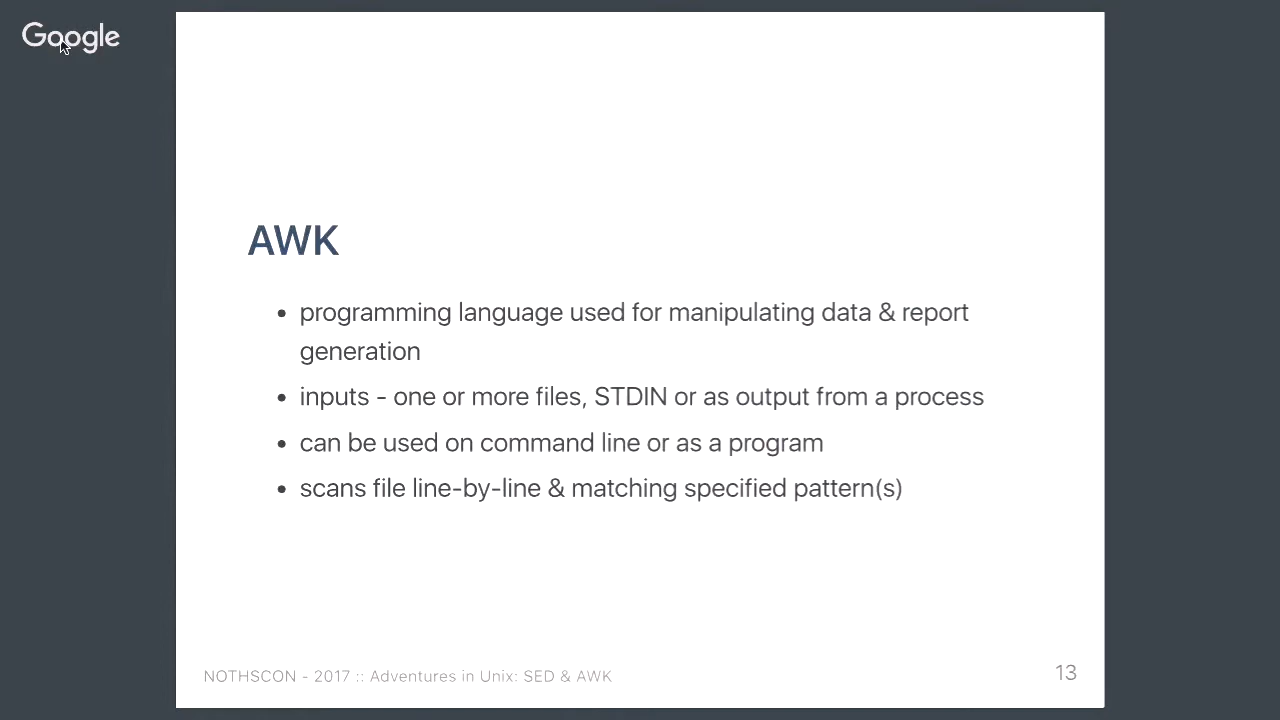 Google
AWK
• programming language used for manipulating data & report
generation
• inputs - one or more files, STDIN or as output from a process
• can be used on command line or as a program
• scans file line-by-line & matching specified pattern(s)
NOTHSCON - 2017 :: Adventures in Unix: SED & AWK
13